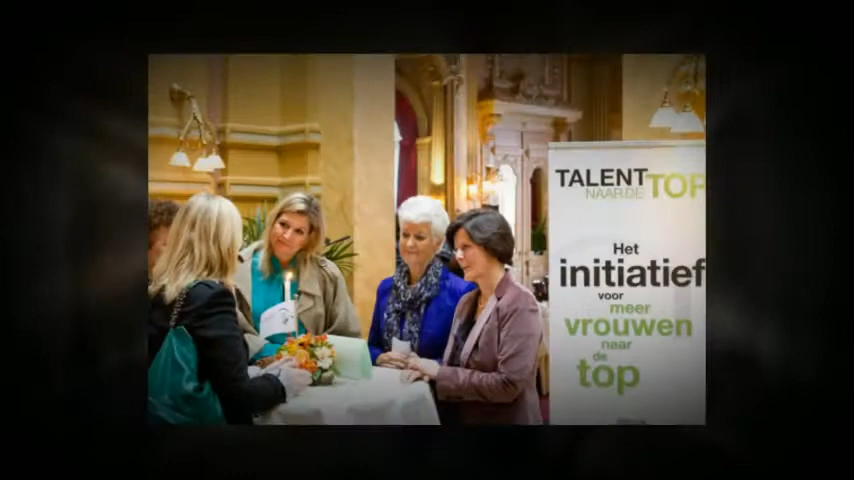 TALENT
NAAR DE TOP
Het
initiatief
voor
meer
vrouwen
naar
de
top